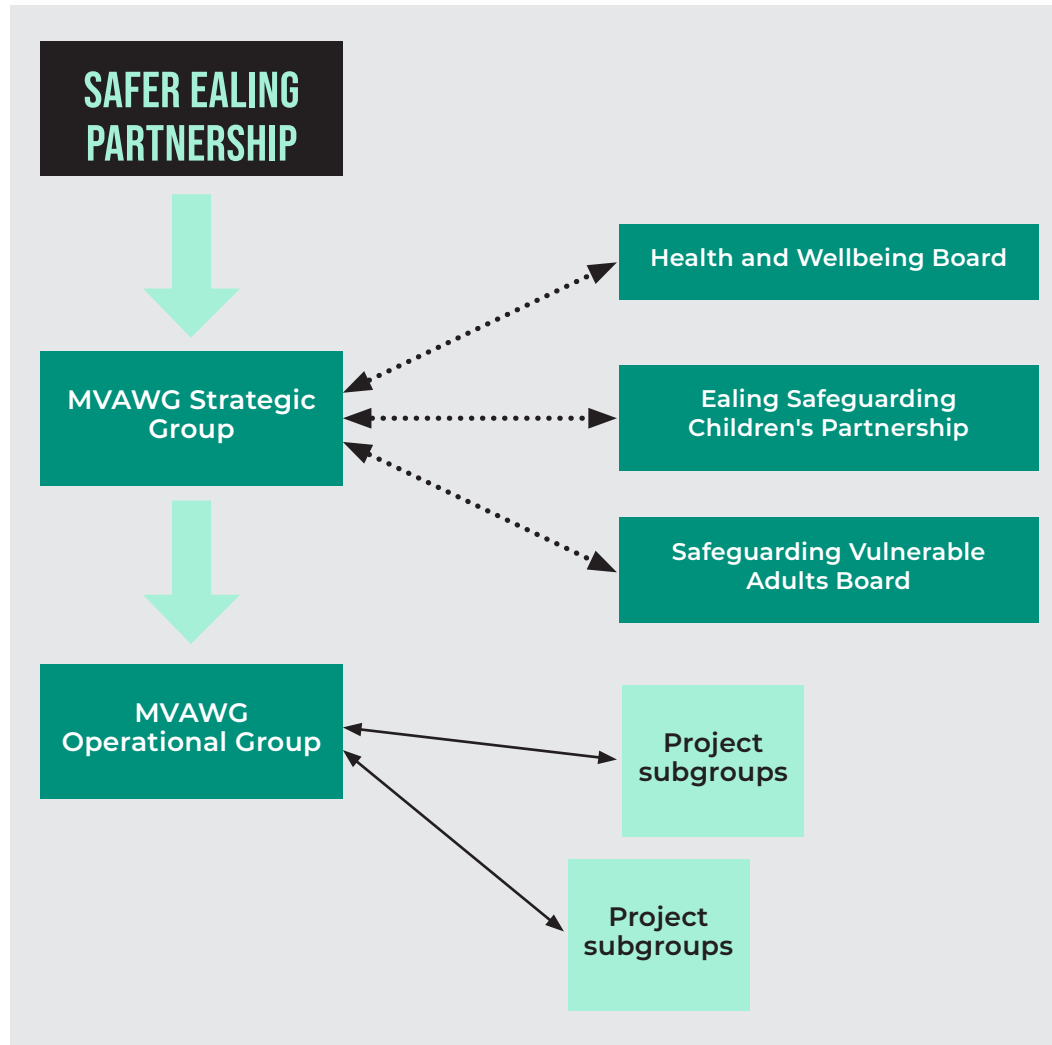 SAFER EALING
PARTNERSHIP
Health and Wellbeing Board
MVAWG Strategic
Group
Ealing Safeguarding
Children's Partnership
Safeguarding Vulnerable
Adults Board
MVAWG
Operational Group
Project
subgroups
Project
subgroups